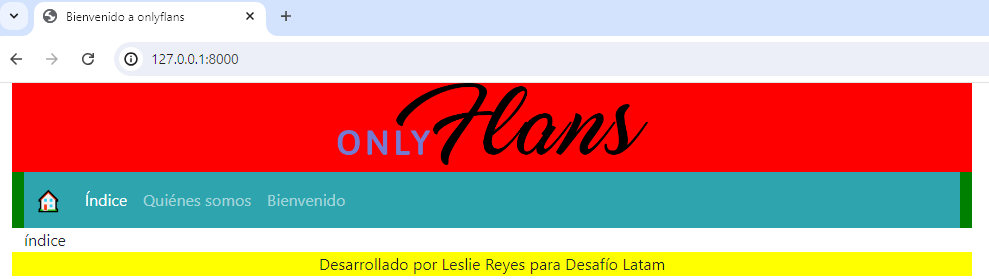 Bienvenido a onlyflans
127.0.0.1:8000
ONLY Flans
Índice Quiénes somos Bienvenido
índice
Desarrollado por Leslie Reyes para Desafío Latam